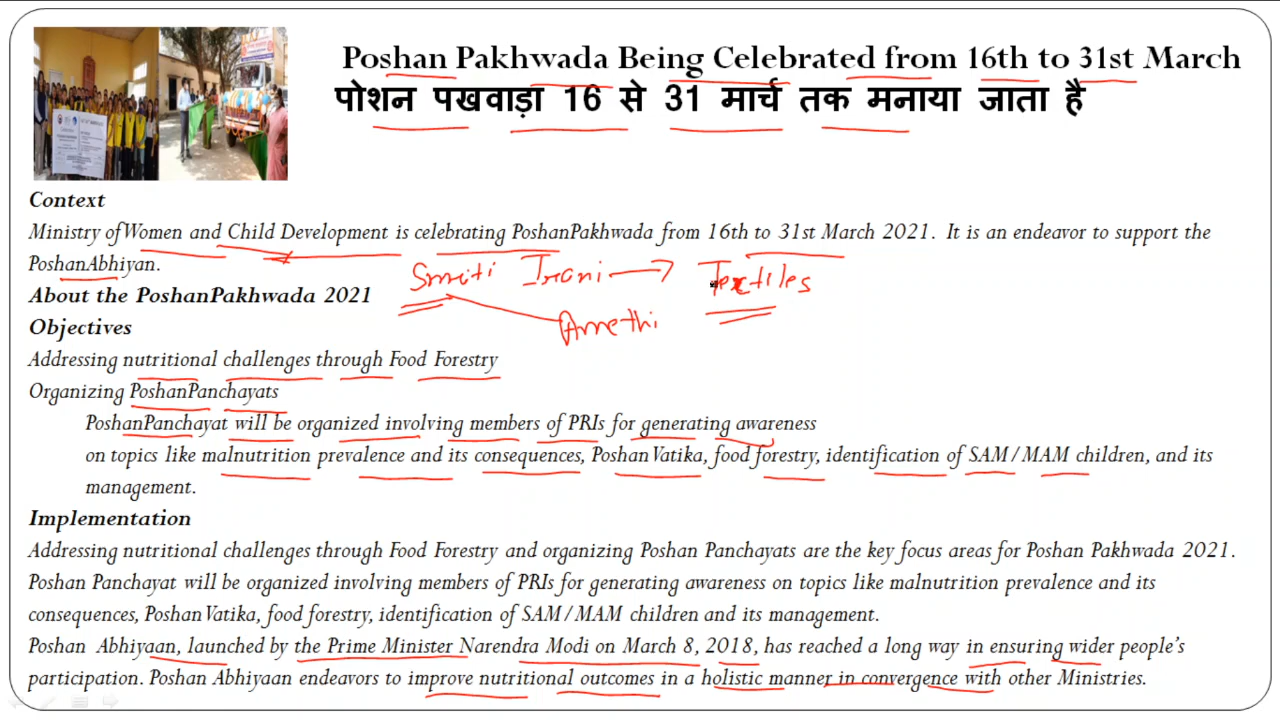 Poshan Pakhwada Being Celebrated from 16th to 31st March
पोशन पखवाड़ा 16 से 31 मार्च तक मनाया जाता है
Context
Ministry of Women and Child Development is celebrating PoshanPakhwada from 16th to 31st March 2021. It is an endeavor to support the
PoshanAbhiyan.
Smriti Irani → Textiles
Amethi
About the PoshanPakhwada 2021
Objectives
Addressing nutritional challenges through Food Forestry
Organizing PoshanPanchayats
PoshanPanchayat will be organized involving members of PRIs for generating awareness
on topics like malnutrition prevalence and its consequences, Poshan Vatika, food forestry, identification of SAM/MAM children, and its
management.
Implementation
Addressing nutritional challenges through Food Forestry and organizing Poshan Panchayats are the key focus areas for Poshan Pakhwada 2021.
Poshan Panchayat will be organized involving members of PRIs for generating awareness on topics like malnutrition prevalence and its
consequences, Poshan Vatika, food forestry, identification of SAM/MAM children and its management.
Poshan Abhiyaan, launched by the Prime Minister Narendra Modi on March 8, 2018, has reached a long way in ensuring wider people's
participation. Poshan Abhiyaan endeavors to improve nutritional outcomes in a holistic manner in convergence with other Ministries.